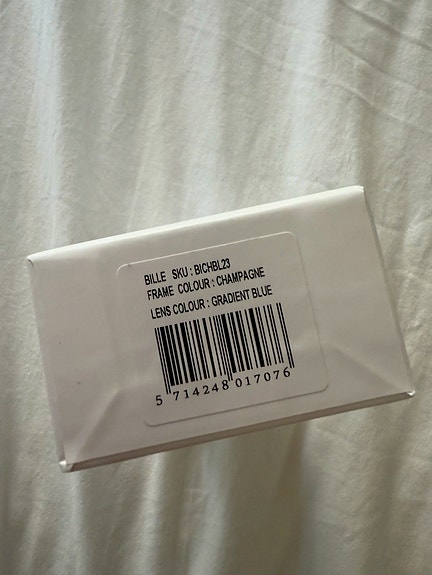 BILLE SKU : BICHBL23
FRAME COLOUR : CHAMPAGNE
LENS COLOUR : GRADIENT BLUE
5 714248 017076